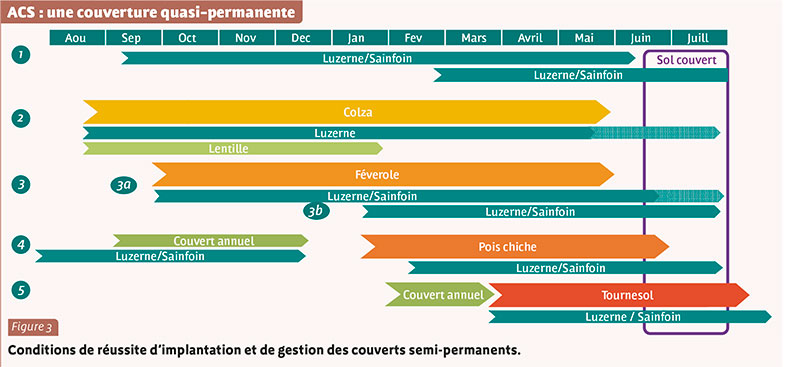 ACS : une couverture quasi-permanente
Aou Sep Oct Nov Dec Jan Fev Mars Avril Mai Juin Juill
1 Luzerne/Sainfoin Sol couvert
Luzerne/Sainfoin
2 Colza
Luzerne
Lentille
3 3a Féverole
Luzerne/Sainfoin
3b Luzerne/Sainfoin
4 Couvert annuel Pois chiche
Luzerne/Sainfoin
Luzerne/Sainfoin
5 Couvert annuel Tournesol
Luzerne / Sainfoin
Figure 3
Conditions de réussite d'implantation et de gestion des couverts semi-permanents.